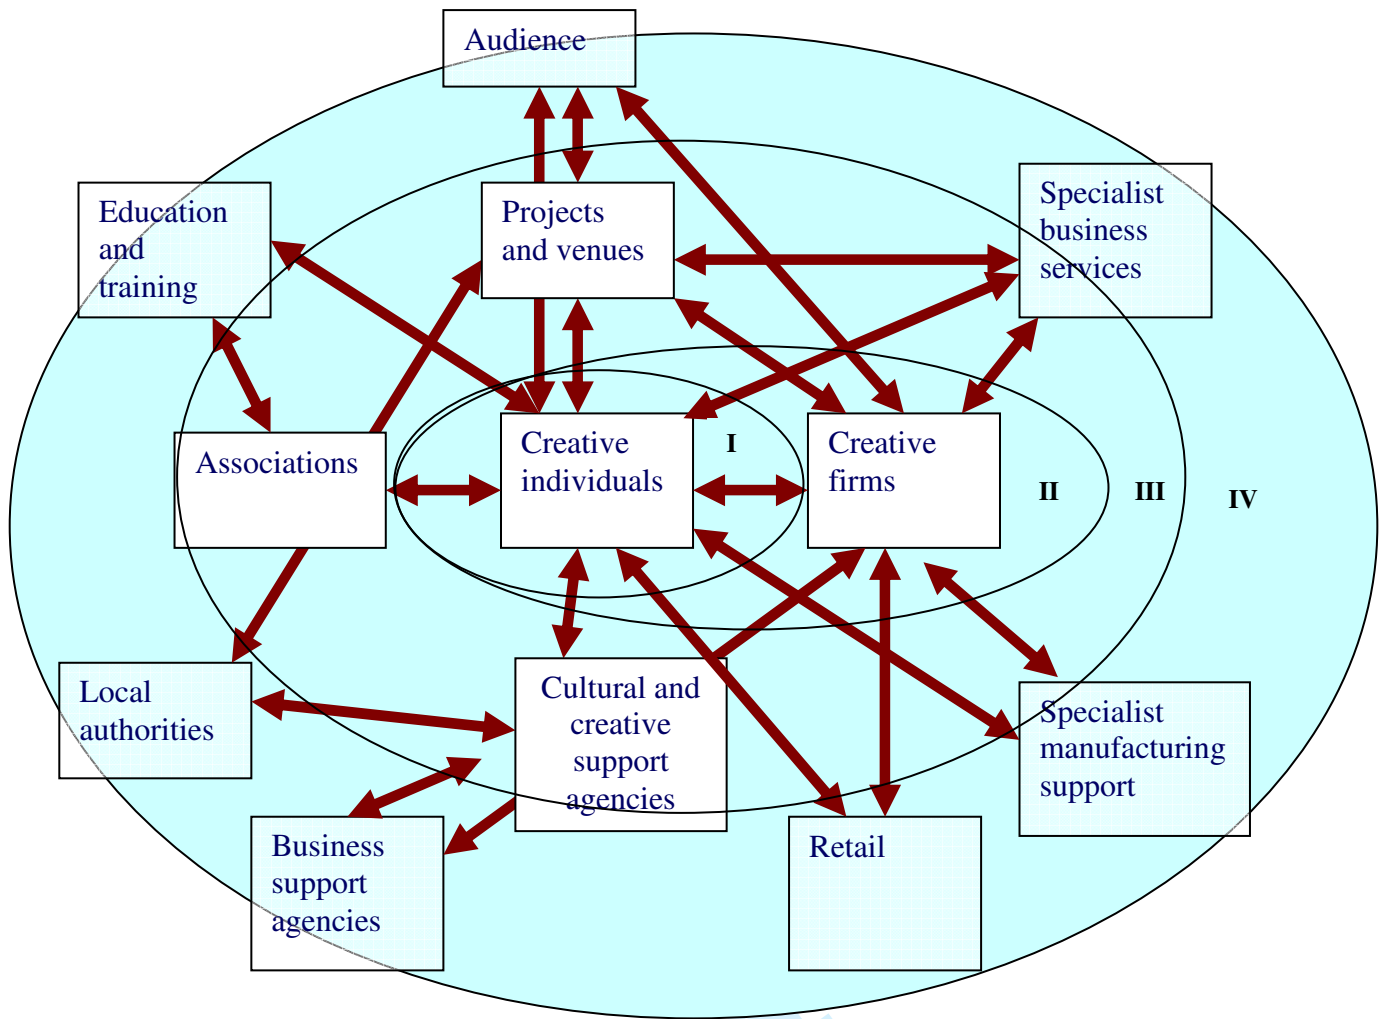 Audience
Education
and
training
Projects
and venues
Specialist
business
services
Associations
Creative
individuals
I
Creative
firms
II
III
IV
Local
authorities
Cultural and
creative
support
agencies
Specialist
manufacturing
support
Business
support
agencies
Retail